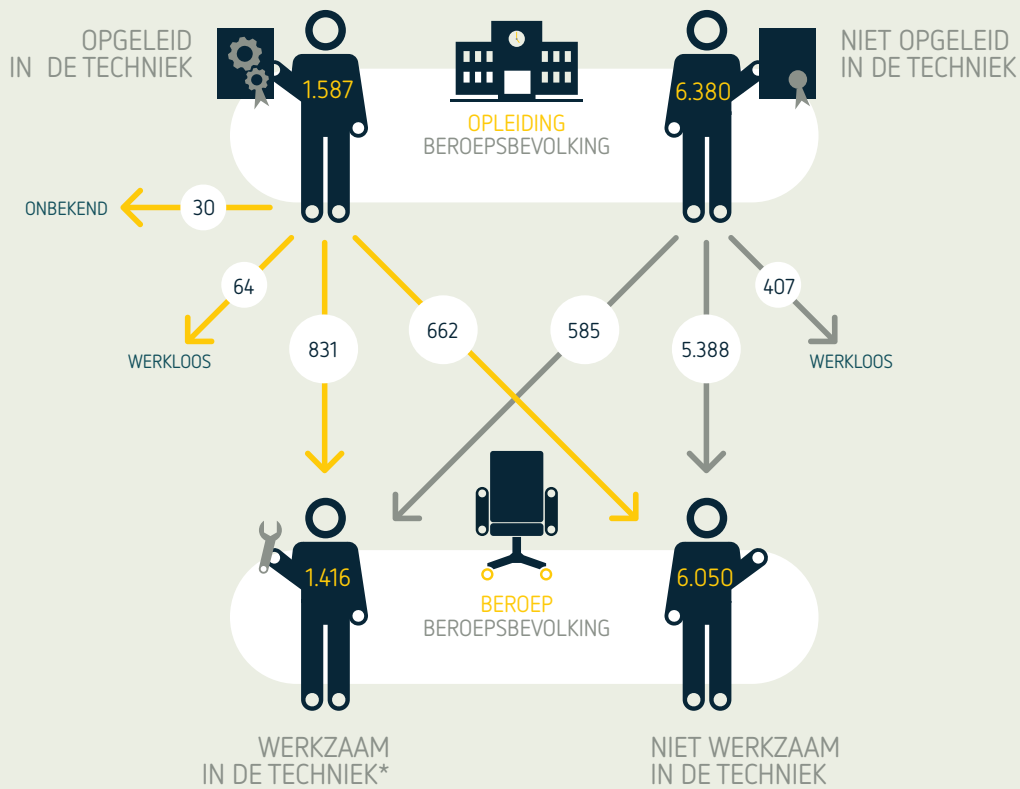 OPGELEID
IN DE TECHNIEK
NIET OPGELEID
IN DE TECHNIEK
1.587
6.380
OPLEIDING
BEROEPSBEVOLKING
ONBEKEND
30
64
407
WERKLOOS
831
662
585
5.388
WERKLOOS
1.416
6.050
BEROEP
BEROEPSBEVOLKING
WERKZAAM
IN DE TECHNIEK*
NIET WERKZAAM
IN DE TECHNIEK